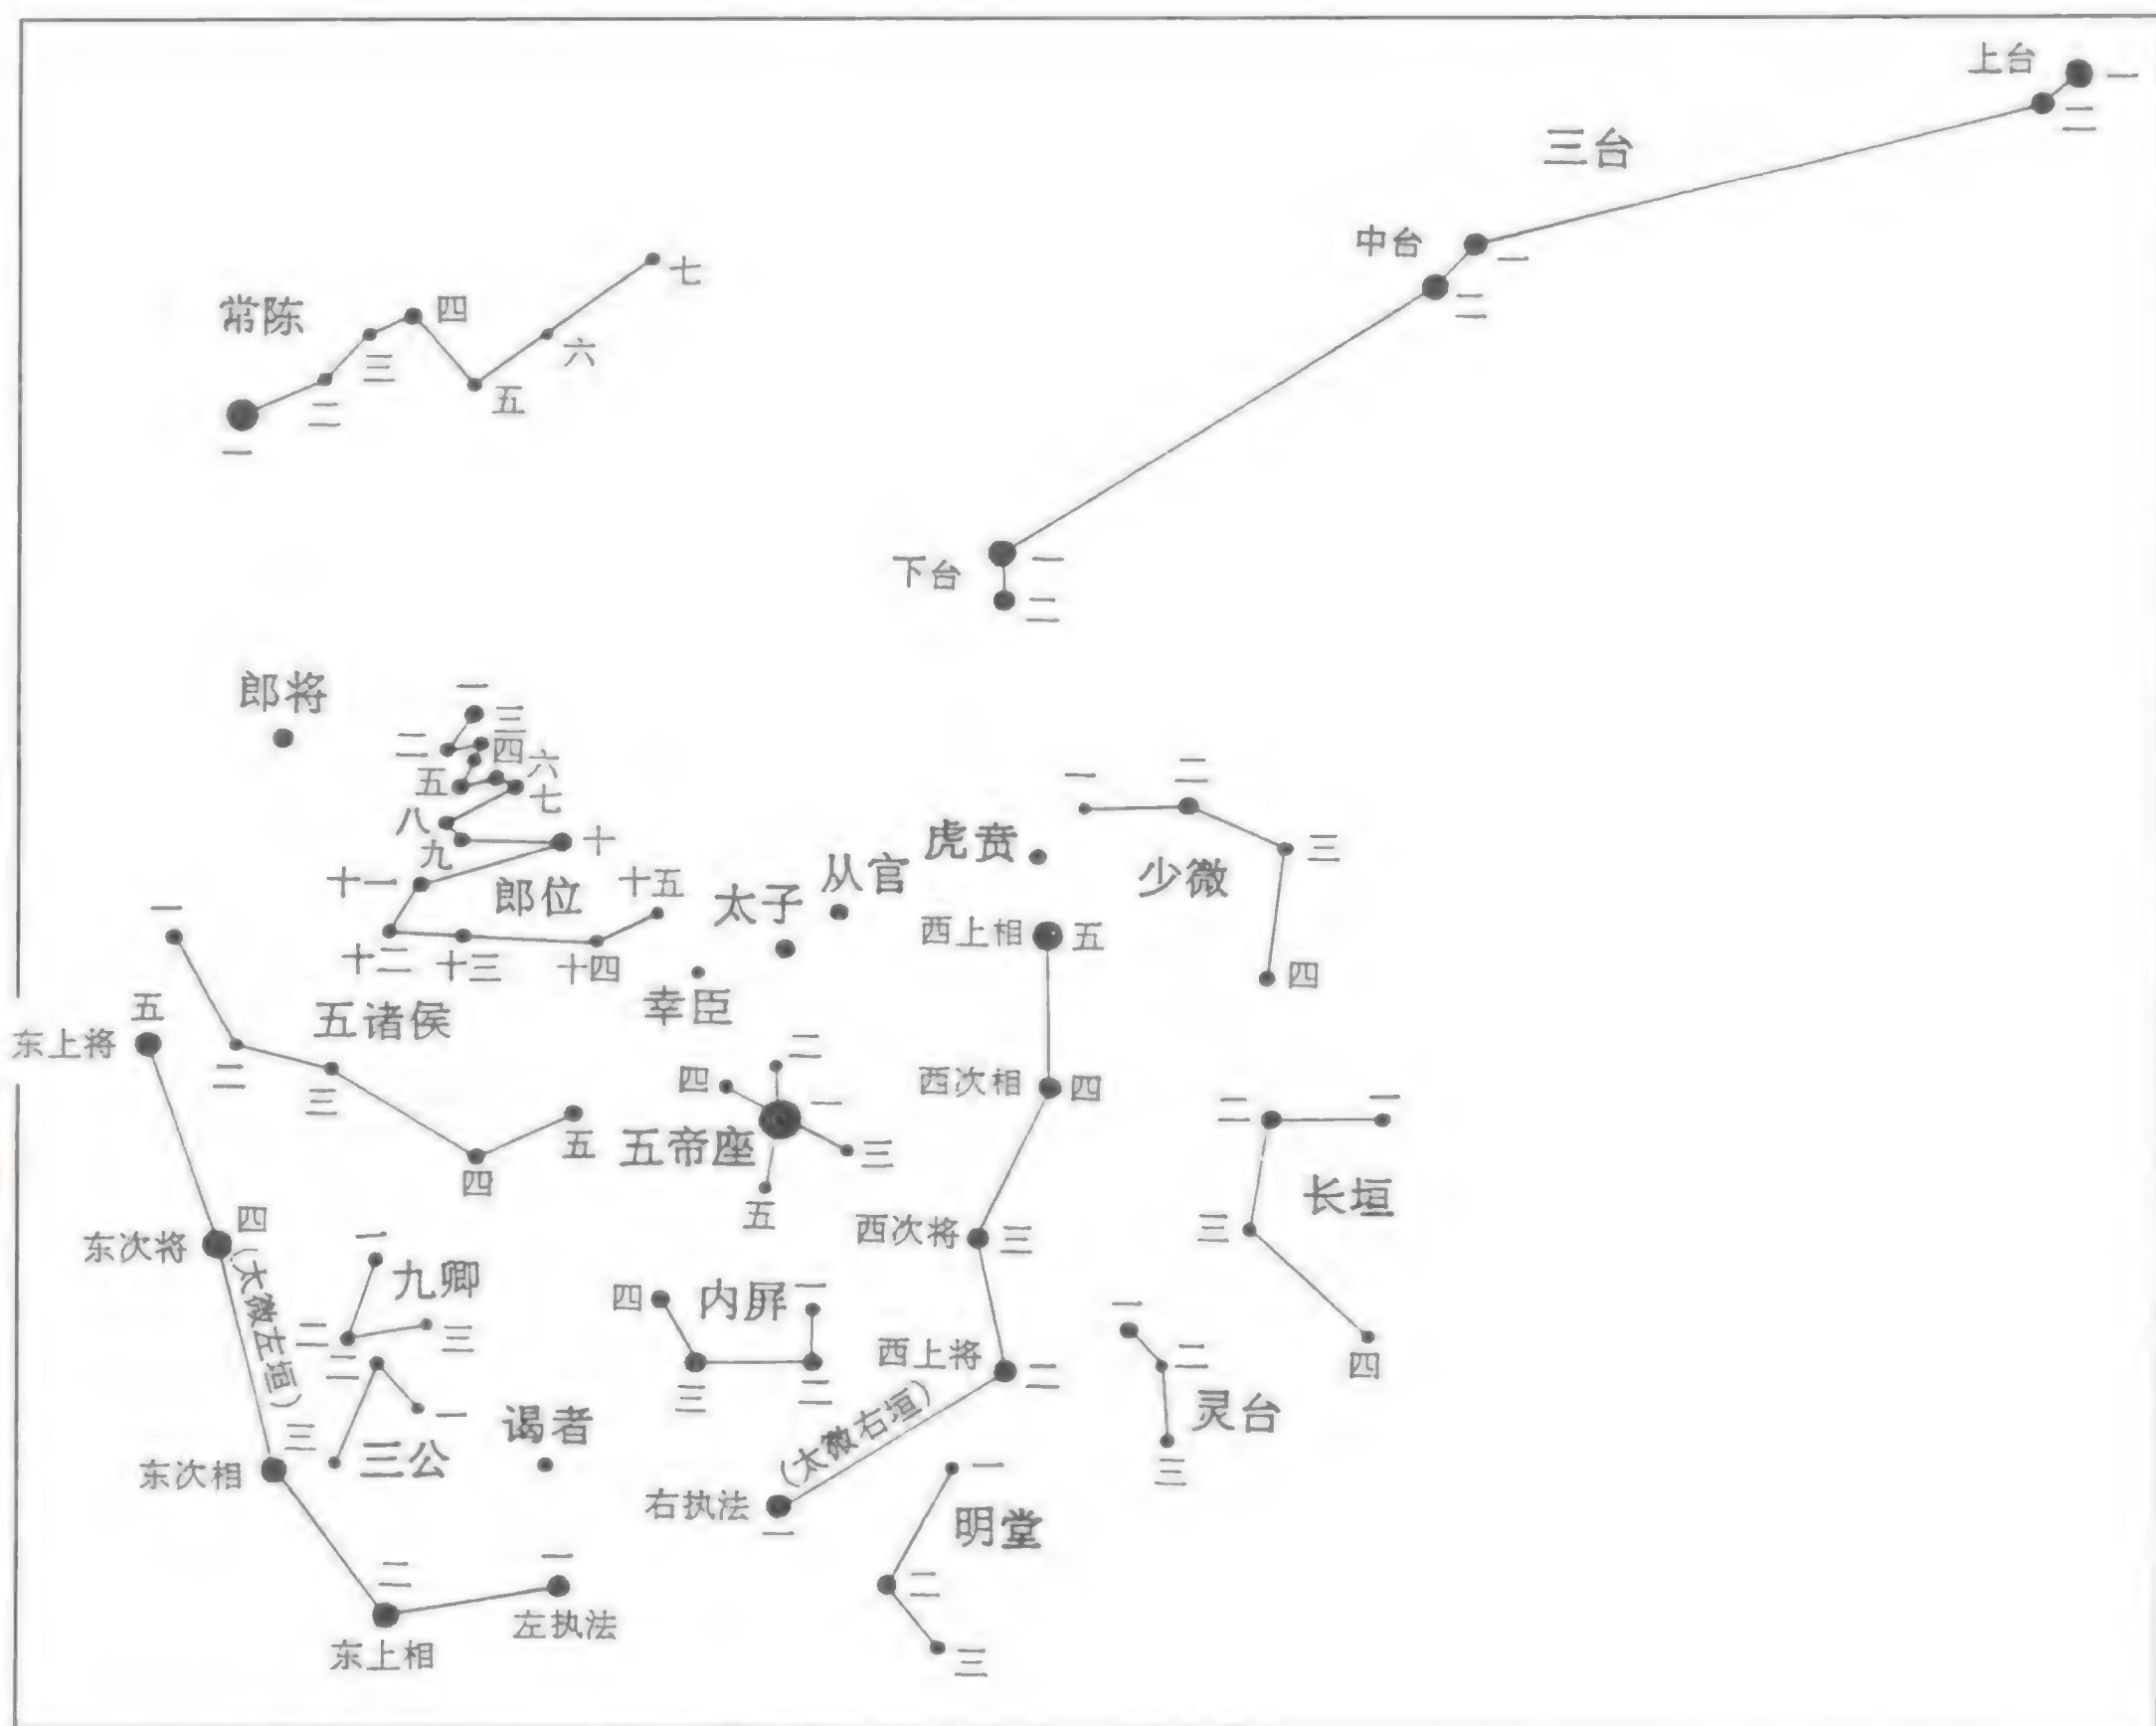 上台
一
二
三台
中台
一
二
常陈
一
二
三
四
五
六
七
下台
一
二
郎将
一
二
三
四
五
六
七
八
九
十
十一
十二
十三
十四
十五
郎位
太子
从官
虎贲
幸臣
一
二
三
四
少微
西上相
五
西次相
四
西次将
三
西上将
二
(太微右垣)
右执法
一
一
二
三
四
五
五诸侯
五
东上将
四
东次将
(太微左垣)
三
东次相
二
东上相
一
左执法
一
二
三
四
五
五帝座
一
二
三
四
长垣
一
二
三
九卿
一
二
三
四
内屏
一
二
三
三公
谒者
一
二
三
灵台
一
二
三
明堂